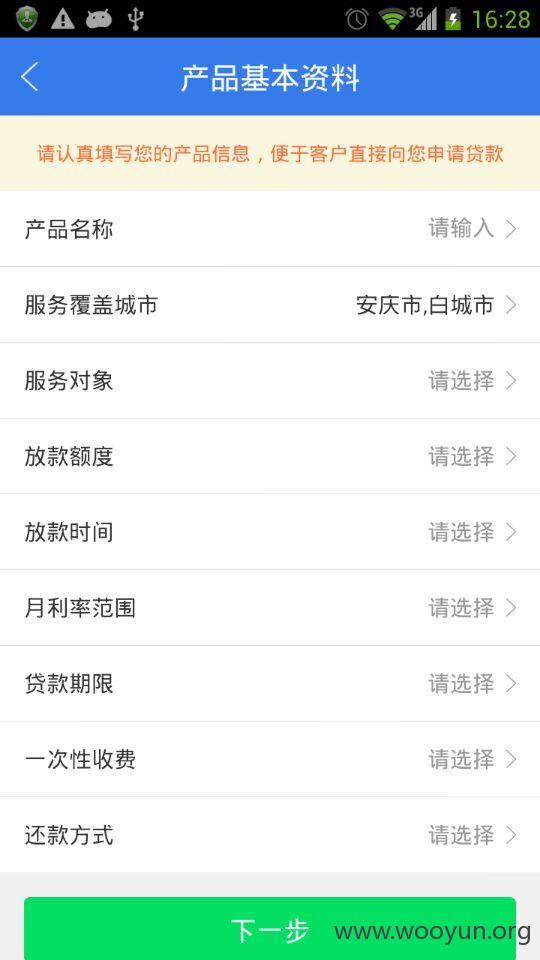 3G 16:28
产品基本资料
请认真填写您的产品信息，便于客户直接向您申请贷款
产品名称 请输入
服务覆盖城市 安庆市,白城市
服务对象 请选择
放款额度 请选择
放款时间 请选择
月利率范围 请选择
贷款期限 请选择
一次性收费 请选择
还款方式 请选择
下一步 www.wooyun.org